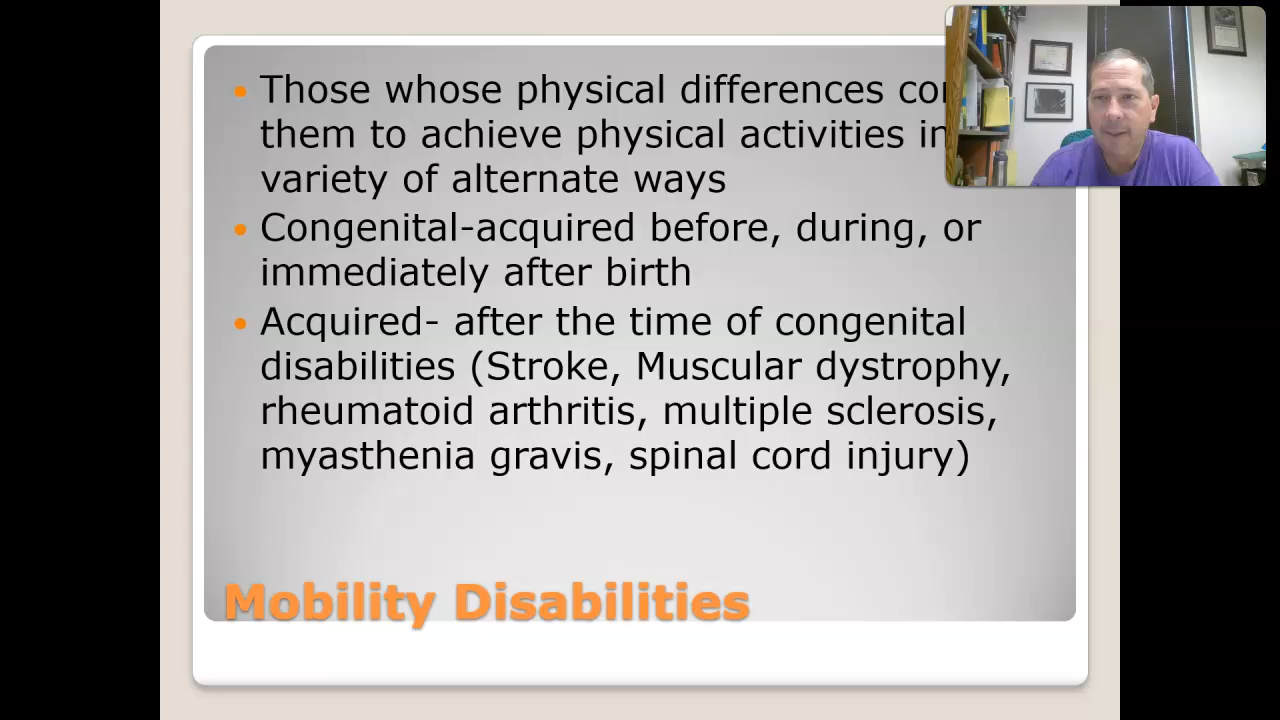 Those whose physical differences
them to achieve physical activities in
variety of alternate ways
Congenital-acquired before, during, or
immediately after birth
Acquired- after the time of congenital
disabilities (Stroke, Muscular dystrophy,
rheumatoid arthritis, multiple sclerosis,
myasthenia gravis, spinal cord injury)
Mobility Disabilities